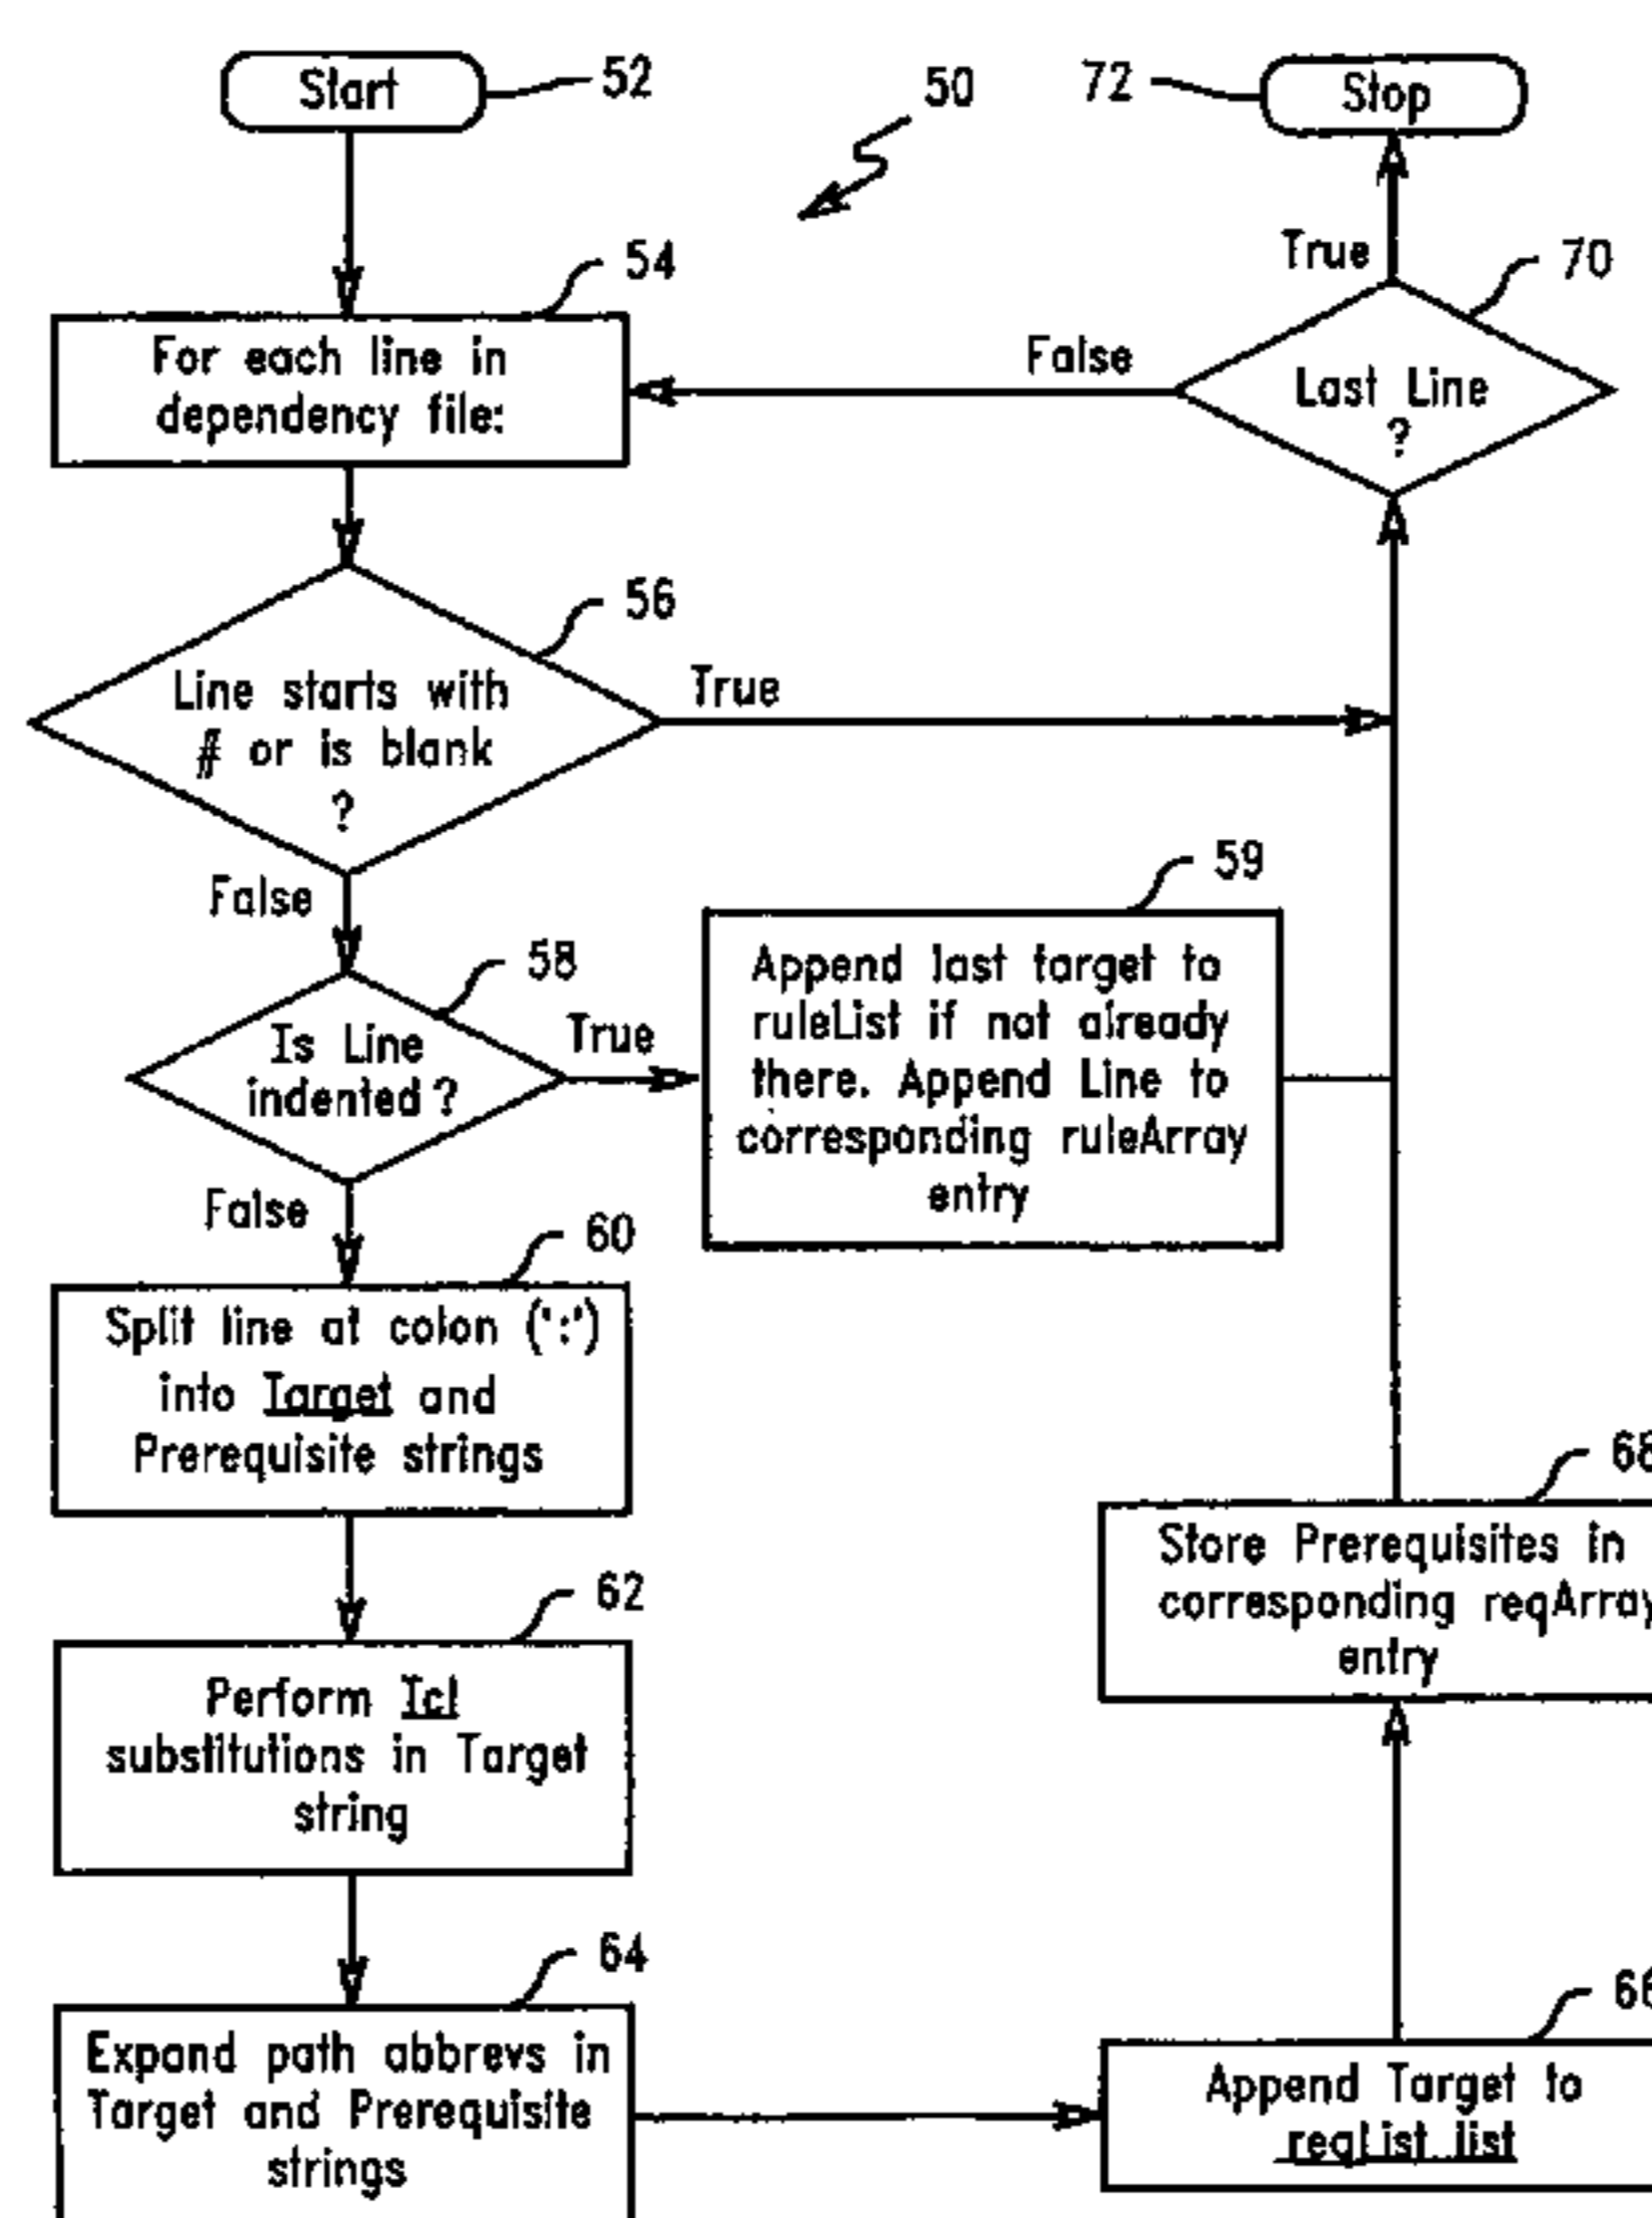 Start
52
50
72
Stop
54
For each line in
dependency file:
True
70
False
Last Line
?
56
Line starts with
# or is blank
?
True
False
58
Is Line
indented?
True
59
Append last target to
ruleList if not already
there. Append Line to
corresponding ruleArray
entry
False
60
Split line at colon (':')
into Target and
Prerequisite strings
62
Perform Tcl
substitutions in Target
string
64
Expand path abbrevs in
Target and Prerequisite
strings
68
Store Prerequisites in
corresponding reqArray
entry
66
Append Target to
reqList list